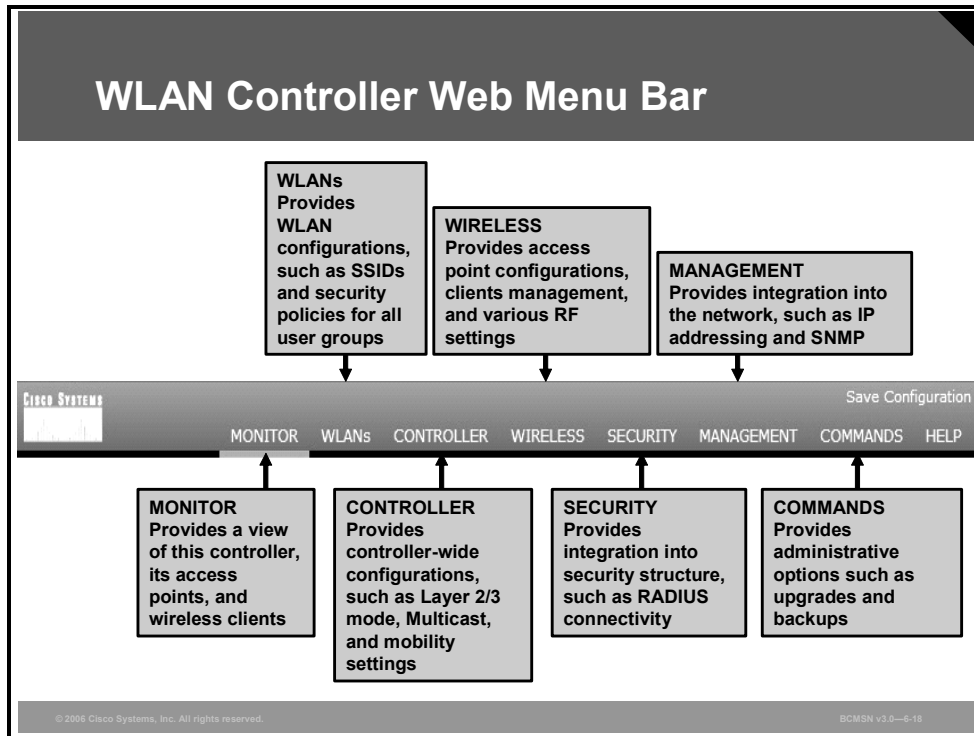 WLAN Controller Web Menu Bar
WLANs
Provides
WLAN
configurations,
such as SSIDs
and security
policies for all
user groups
WIRELESS
Provides access
point configurations,
clients management,
and various RF
settings
MANAGEMENT
Provides integration into
the network, such as IP
addressing and SNMP
CISCO SYSTEMS
Save Configuration
MONITOR WLANs CONTROLLER WIRELESS SECURITY MANAGEMENT COMMANDS HELP
MONITOR
Provides a view
of this controller,
its access
points, and
wireless clients
CONTROLLER
Provides
controller-wide
configurations,
such as Layer 2/3
mode, Multicast,
and mobility
settings
SECURITY
Provides
integration into
security structure,
such as RADIUS
connectivity
COMMANDS
Provides
administrative
options such as
upgrades and
backups
© 2006 Cisco Systems, Inc. All rights reserved.
BCMSN v3.0—6-18